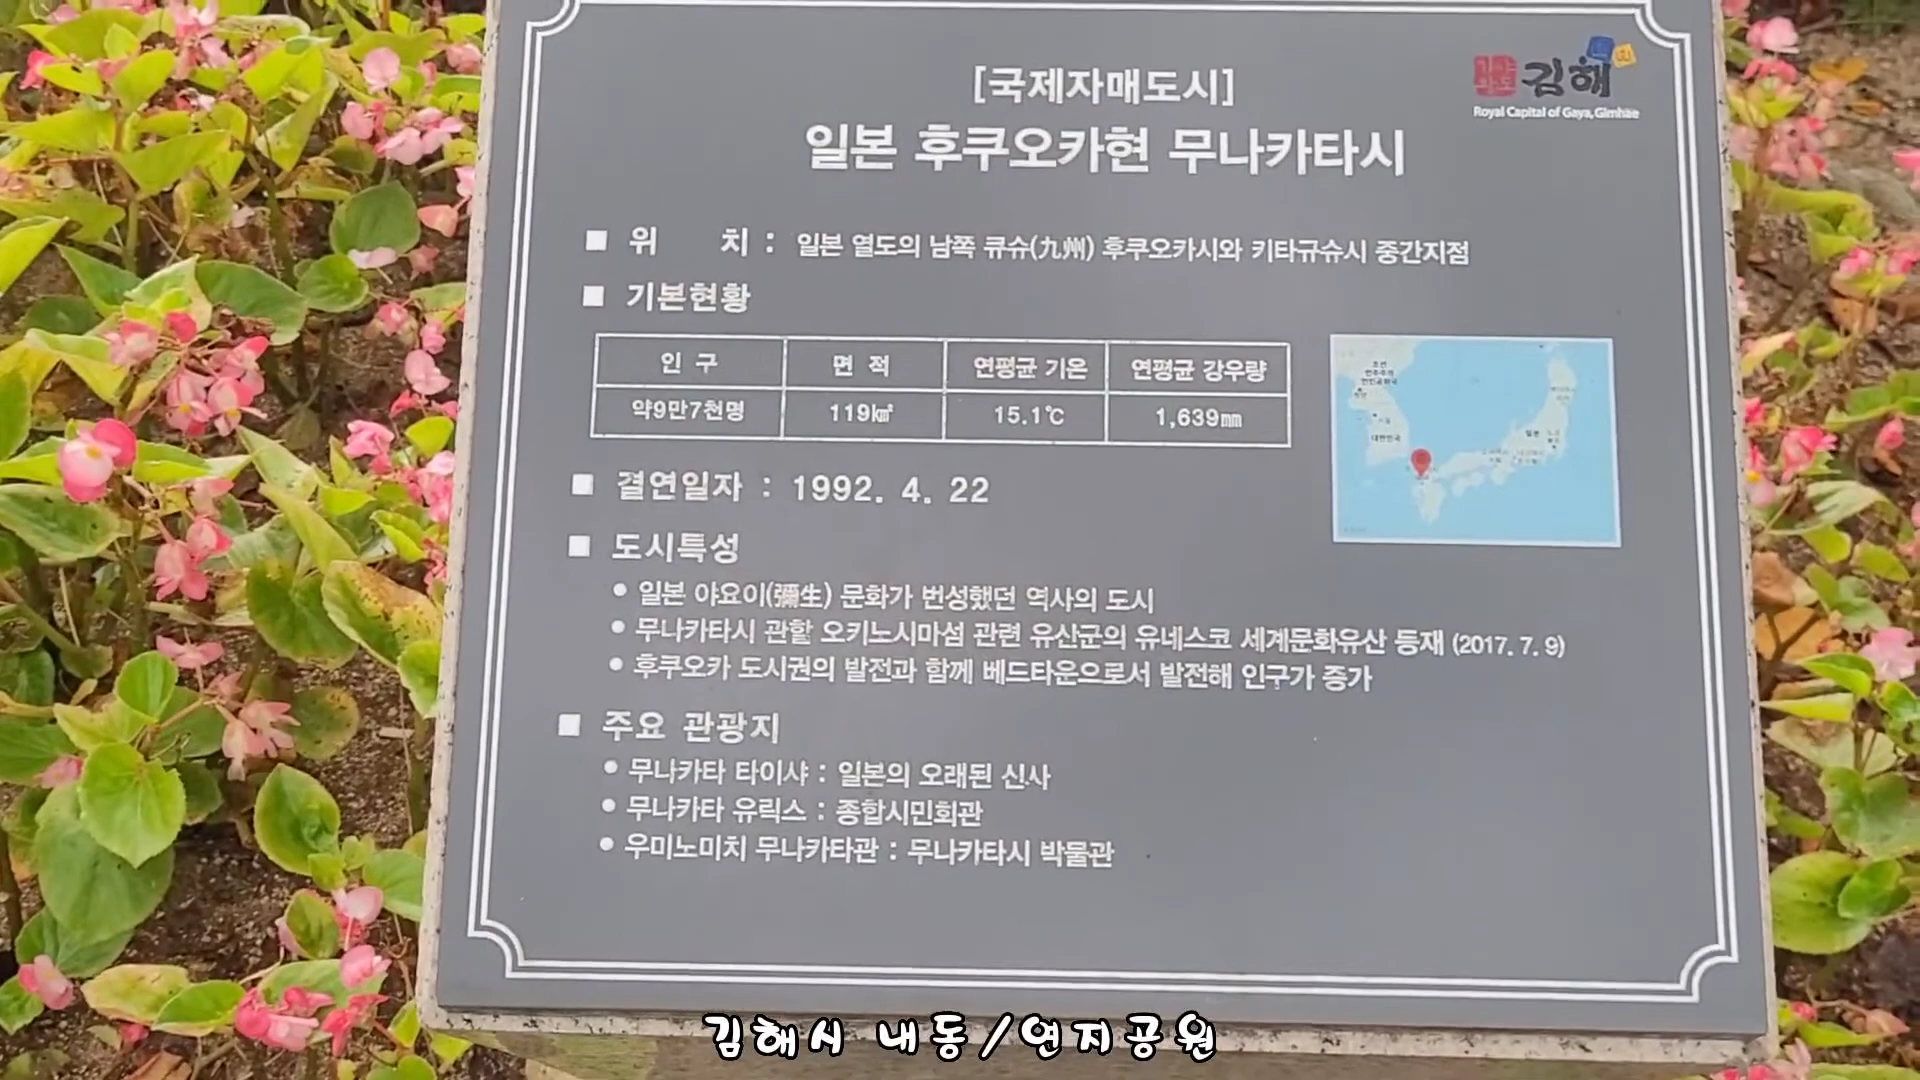 [국제자매도시]
김해
Royal Capital of Gaya, Gimhae
일본 후쿠오카현 무나카타시
■ 위 치 : 일본 열도의 남쪽 큐슈(九州) 후쿠오카시와 키타규슈시 중간지점
■ 기본현황
인 구 면 적 연평균 기온 연평균 강우량
약9만7천명 119㎢ 15.1℃ 1,639㎜
대한민국
일본
■ 결연일자 : 1992. 4. 22
■ 도시특성
● 일본 야요이(彌生) 문화가 번성했던 역사의 도시
● 무나카타시 관할 오키노시마섬 관련 유산군의 유네스코 세계문화유산 등재 (2017. 7. 9)
● 후쿠오카 도시권의 발전과 함께 베드타운으로서 발전해 인구가 증가
■ 주요 관광지
● 무나카타 타이샤 : 일본의 오래된 신사
● 무나카타 유릭스 : 종합시민회관
● 우미노미치 무나카타관 : 무나카타시 박물관
김해시 내동/연지공원